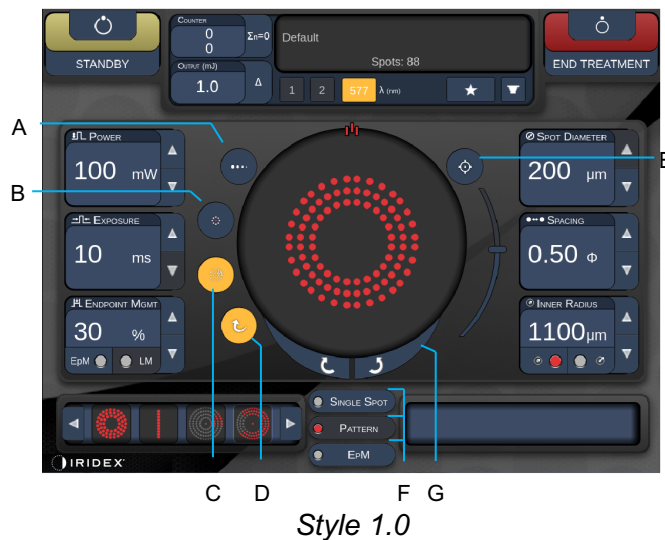 STANDBY
COUNTER
0
0
Σn=0
OUTPUT (mJ)
1.0
Δ
Default
Spots: 88
1 2 577 λ (nm)
END TREATMENT
A
B
POWER
100 mW
EXPOSURE
10 ms
ENDPOINT MGMT
30 %
EpM LM
SPOT DIAMETER
200 µm
SPACING
0.50 Φ
INNER RADIUS
1100µm
E
SINGLE SPOT
PATTERN
EPM
IRIDEX
C D F G
Style 1.0